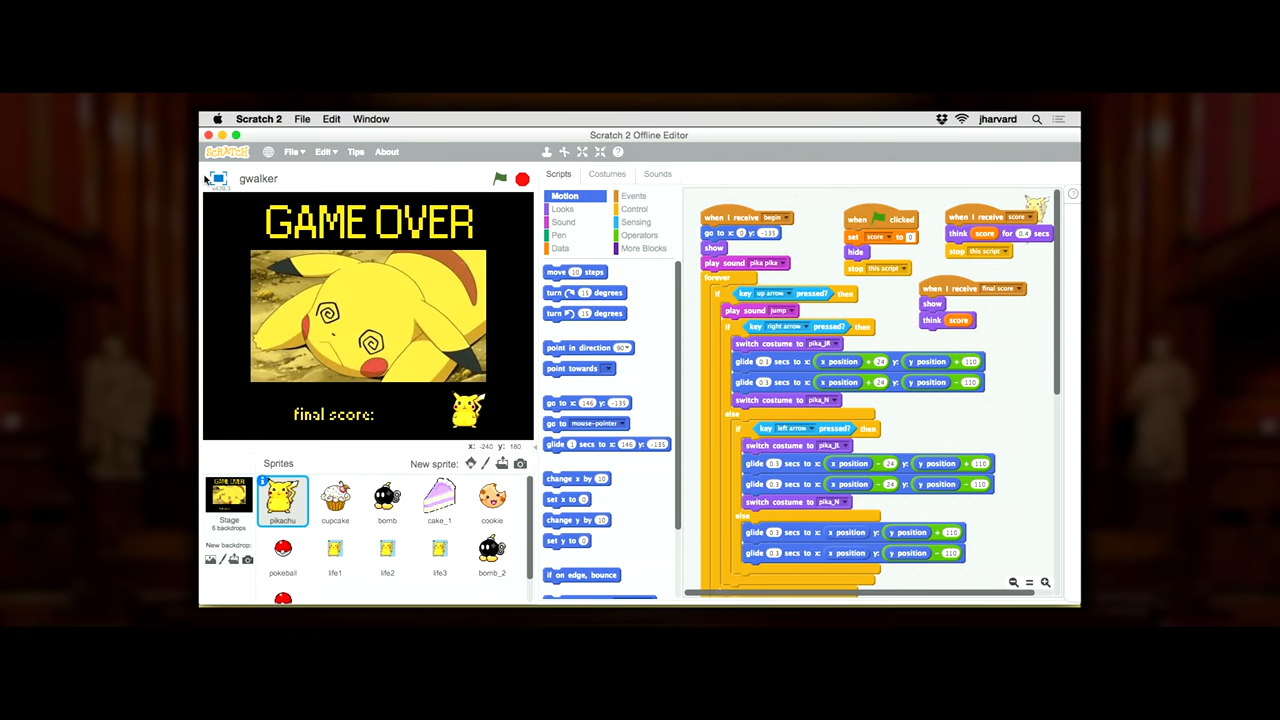 Scratch 2 File Edit Window jharvard
Scratch 2 Offline Editor
SCRATCH File Edit Tips About
v439.3
gwalker
GAME OVER
final score:
x: -240 y: 180
Sprites New sprite:
Stage
6 backdrops
New backdrop:
pikachu cupcake bomb cake_1 cookie
pokeball life1 life2 life3 bomb_2
Scripts Costumes Sounds
Motion Events
Looks Control
Sound Sensing
Pen Operators
Data More Blocks
move 10 steps
turn 15 degrees
turn 15 degrees
point in direction 90
point towards
go to x: 146 y: -135
go to mouse-pointer
glide 1 secs to x: 146 y: -135
change x by 10
set x to 0
change y by 10
set y to 0
if on edge, bounce
when I receive begin
go to x: 0 y: -135
show
play sound pika pika
forever
if key up arrow pressed? then
play sound jump
if key right arrow pressed? then
switch costume to pika_JR
glide 0.3 secs to x: x position + 24 y: y position + 110
glide 0.3 secs to x: x position + 24 y: y position - 110
switch costume to pika_N
else
if key left arrow pressed? then
switch costume to pika_JL
glide 0.3 secs to x: x position - 24 y: y position + 110
glide 0.3 secs to x: x position - 24 y: y position - 110
switch costume to pika_N
else
glide 0.3 secs to x: x position y: y position + 110
glide 0.3 secs to x: x position y: y position - 110
when clicked
set score to 0
hide
stop this script
when I receive score
think score for 0.4 secs
stop this script
when I receive final score
show
think score